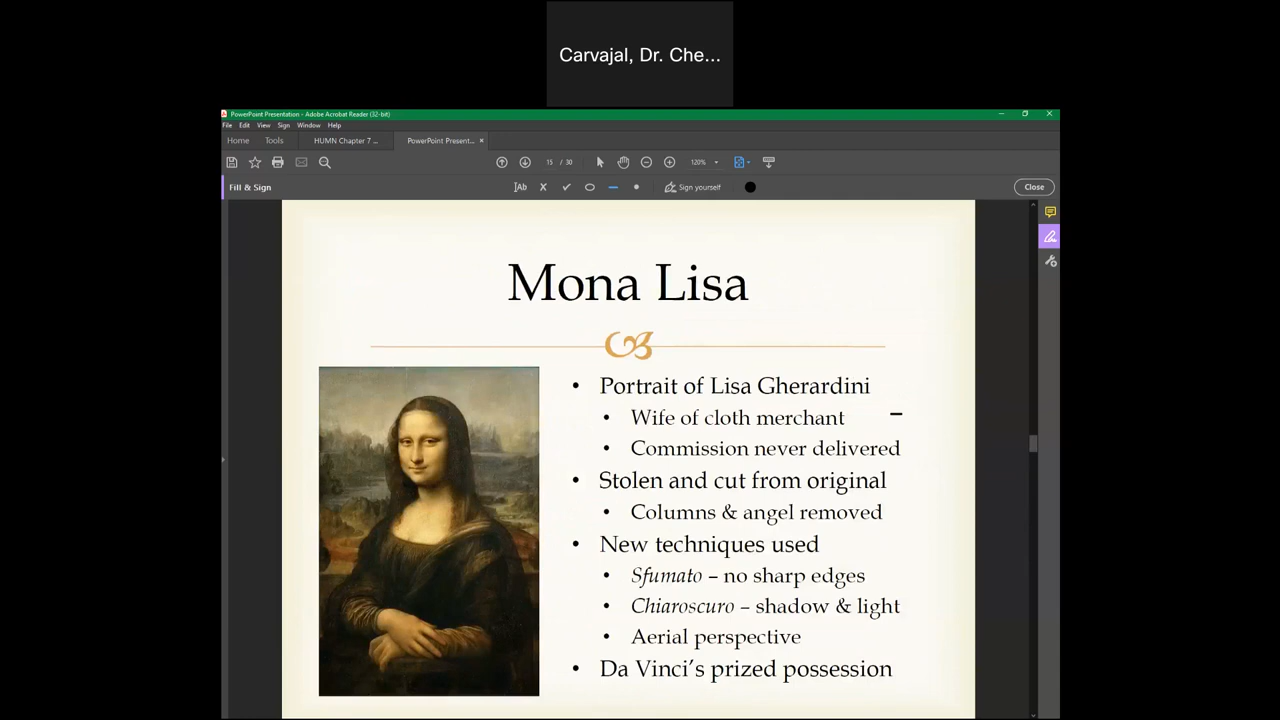 Carvajal, Dr. Che...
PowerPoint Presentation - Adobe Acrobat Reader (32-bit)
File Edit View Sign Window Help
Home Tools HUMN Chapter 7 ... PowerPoint Present... ×
15 / 30 120%
Fill & Sign Ab Sign yourself Close
Mona Lisa
• Portrait of Lisa Gherardini
• Wife of cloth merchant
• Commission never delivered
• Stolen and cut from original
• Columns & angel removed
• New techniques used
• Sfumato – no sharp edges
• Chiaroscuro – shadow & light
• Aerial perspective
• Da Vinci’s prized possession